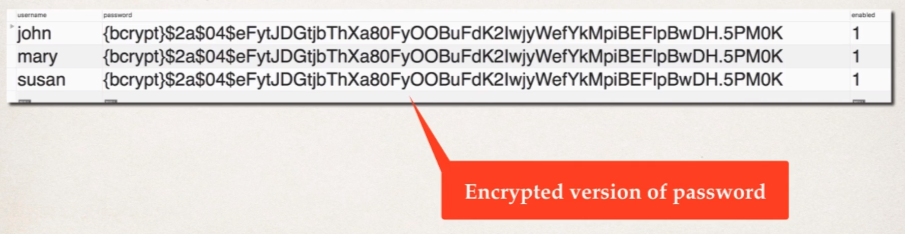 username password enabled
john {bcrypt}$2a$04$eFytJDGtjbThXa80FyOOBuFdK2IwjyWefYkMpiBEFlpBwDH.5PM0K 1
mary {bcrypt}$2a$04$eFytJDGtjbThXa80FyOOBuFdK2IwjyWefYkMpiBEFlpBwDH.5PM0K 1
susan {bcrypt}$2a$04$eFytJDGtjbThXa80FyOOBuFdK2IwjyWefYkMpiBEFlpBwDH.5PM0K 1
Encrypted version of password